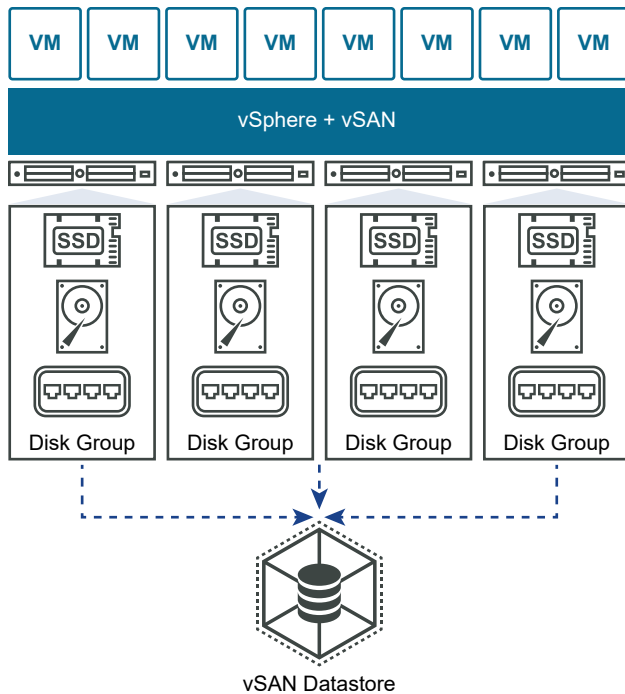 VM VM VM VM VM VM VM VM
vSphere + vSAN
SSD SSD SSD SSD
Disk Group Disk Group Disk Group Disk Group
vSAN Datastore